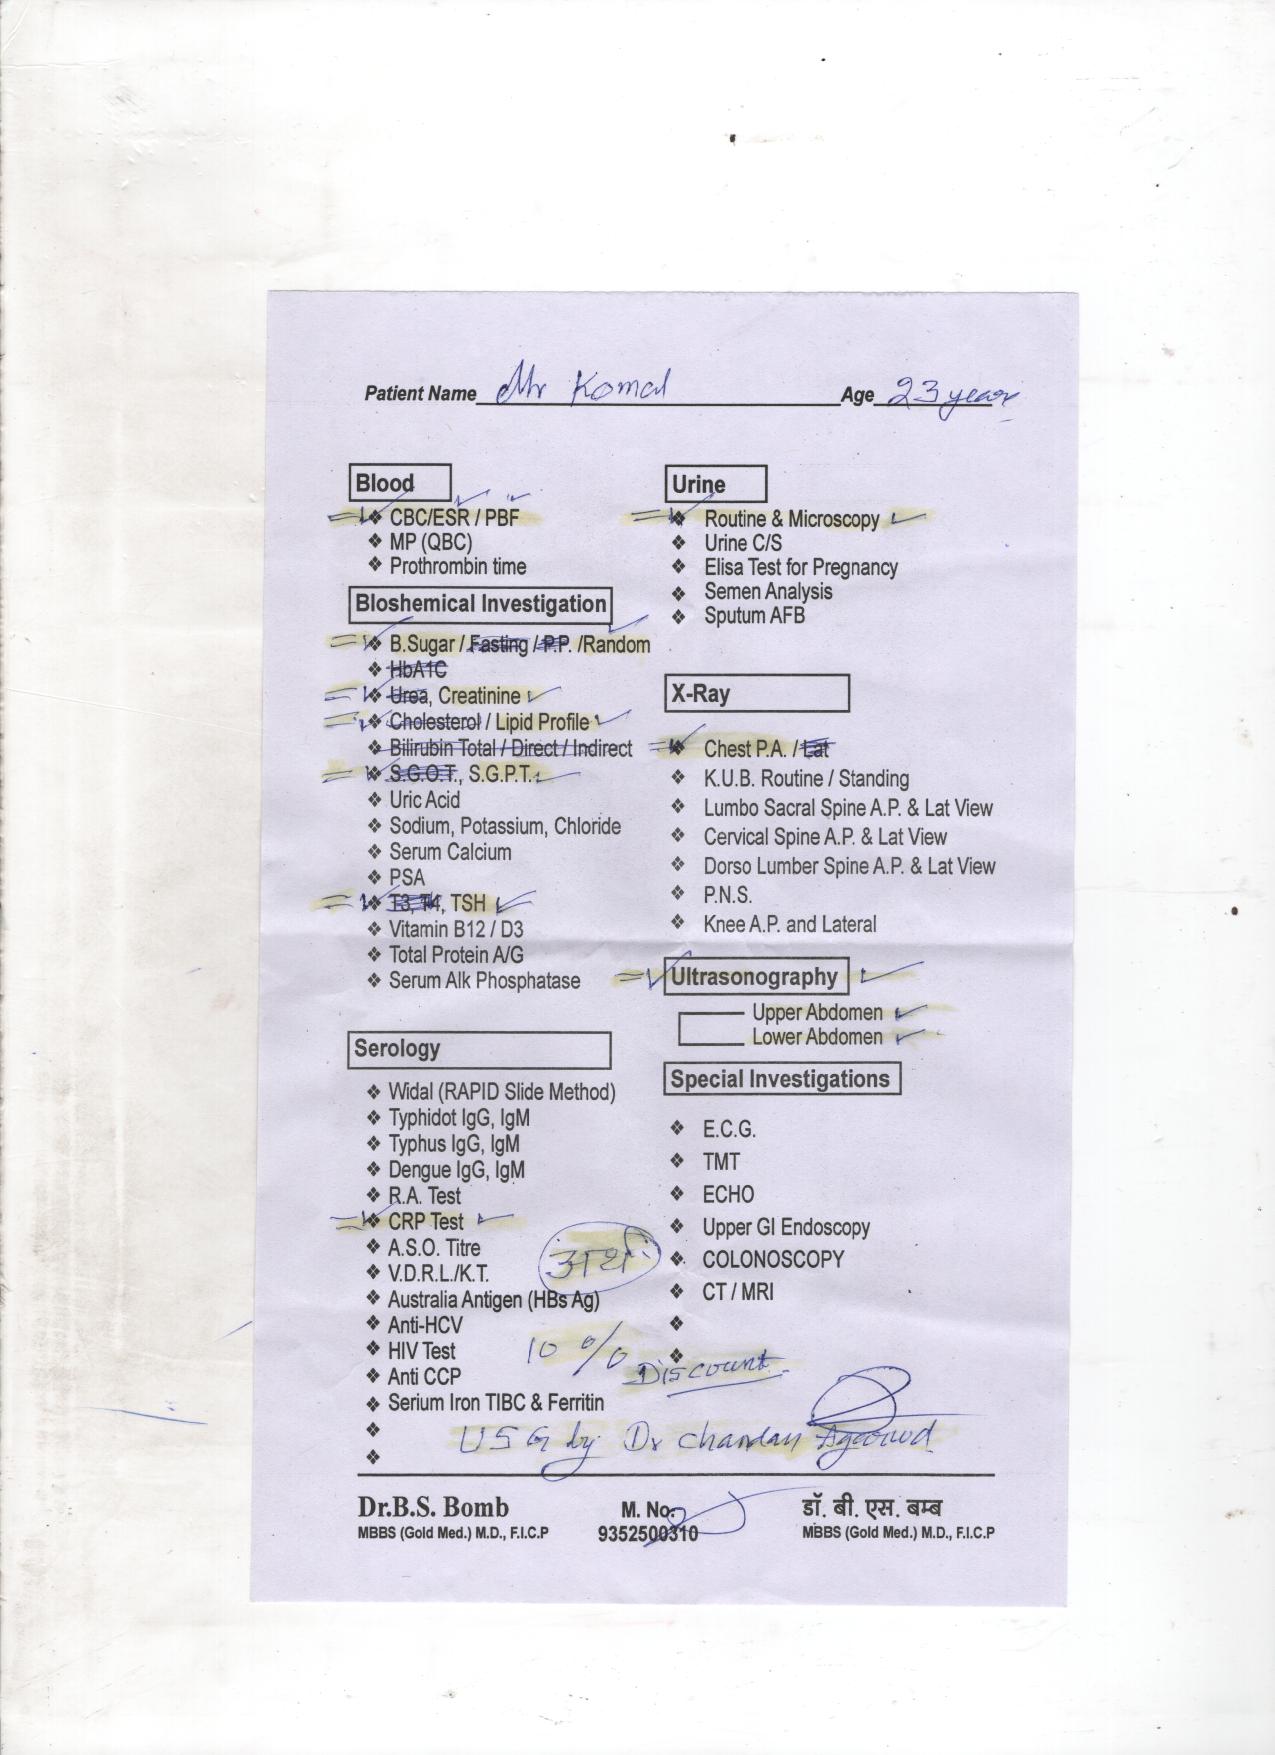 Patient Name Mr Komal Age 23 years
Blood
❖ CBC/ESR / PBF
❖ MP (QBC)
❖ Prothrombin time
Bloshemical Investigation
❖ B.Sugar / Fasting / P.P. /Random
❖ HbA1C
❖ Urea, Creatinine
❖ Cholesterol / Lipid Profile
❖ Bilirubin Total / Direct / Indirect
❖ S.G.O.T., S.G.P.T.
❖ Uric Acid
❖ Sodium, Potassium, Chloride
❖ Serum Calcium
❖ PSA
❖ T3, T4, TSH
❖ Vitamin B12 / D3
❖ Total Protein A/G
❖ Serum Alk Phosphatase
Serology
❖ Widal (RAPID Slide Method)
❖ Typhidot IgG, IgM
❖ Typhus IgG, IgM
❖ Dengue IgG, IgM
❖ R.A. Test
❖ CRP Test
❖ A.S.O. Titre
❖ V.D.R.L./K.T.
❖ Australia Antigen (HBs Ag)
❖ Anti-HCV
❖ HIV Test
❖ Anti CCP
❖ Serium Iron TIBC & Ferritin
Urine
❖ Routine & Microscopy
❖ Urine C/S
❖ Elisa Test for Pregnancy
❖ Semen Analysis
❖ Sputum AFB
X-Ray
❖ Chest P.A. / Lat
❖ K.U.B. Routine / Standing
❖ Lumbo Sacral Spine A.P. & Lat View
❖ Cervical Spine A.P. & Lat View
❖ Dorso Lumber Spine A.P. & Lat View
❖ P.N.S.
❖ Knee A.P. and Lateral
Ultrasonography
Upper Abdomen
Lower Abdomen
Special Investigations
❖ E.C.G.
❖ TMT
❖ ECHO
❖ Upper GI Endoscopy
❖ COLONOSCOPY
❖ CT / MRI
10 % Discount
USG by Dr Chandan Agarwal
Dr.B.S. Bomb M. No. डॉ. बी. एस. बम्ब
MBBS (Gold Med.) M.D., F.I.C.P 9352500310 MBBS (Gold Med.) M.D., F.I.C.P